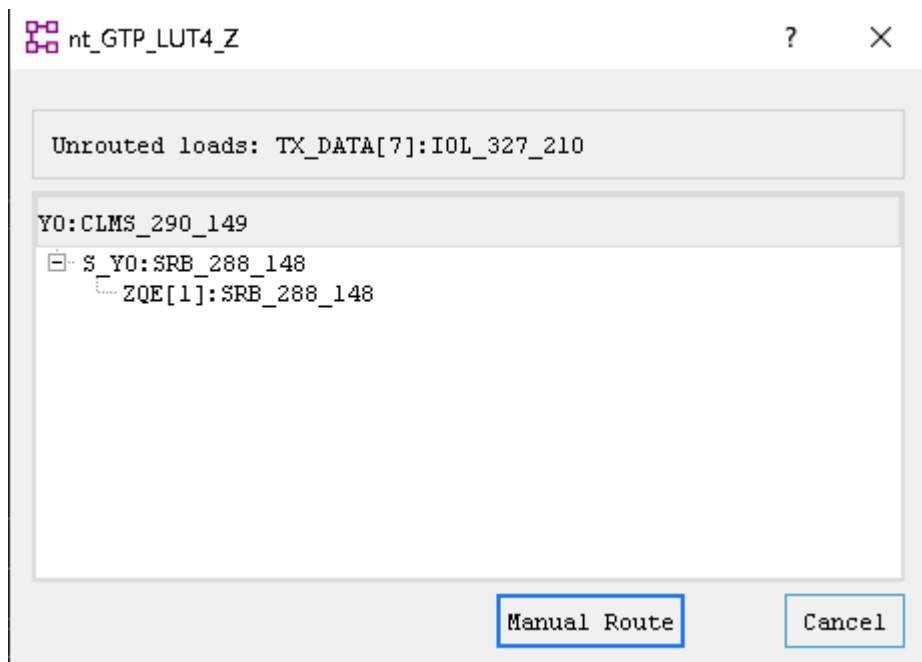 nt_GTP_LUT4_Z
Unrouted loads: TX_DATA[7]:IOL_327_210
Y0:CLMS_290_149
S_Y0:SRB_288_148
ZQE[1]:SRB_288_148
Manual Route
Cancel